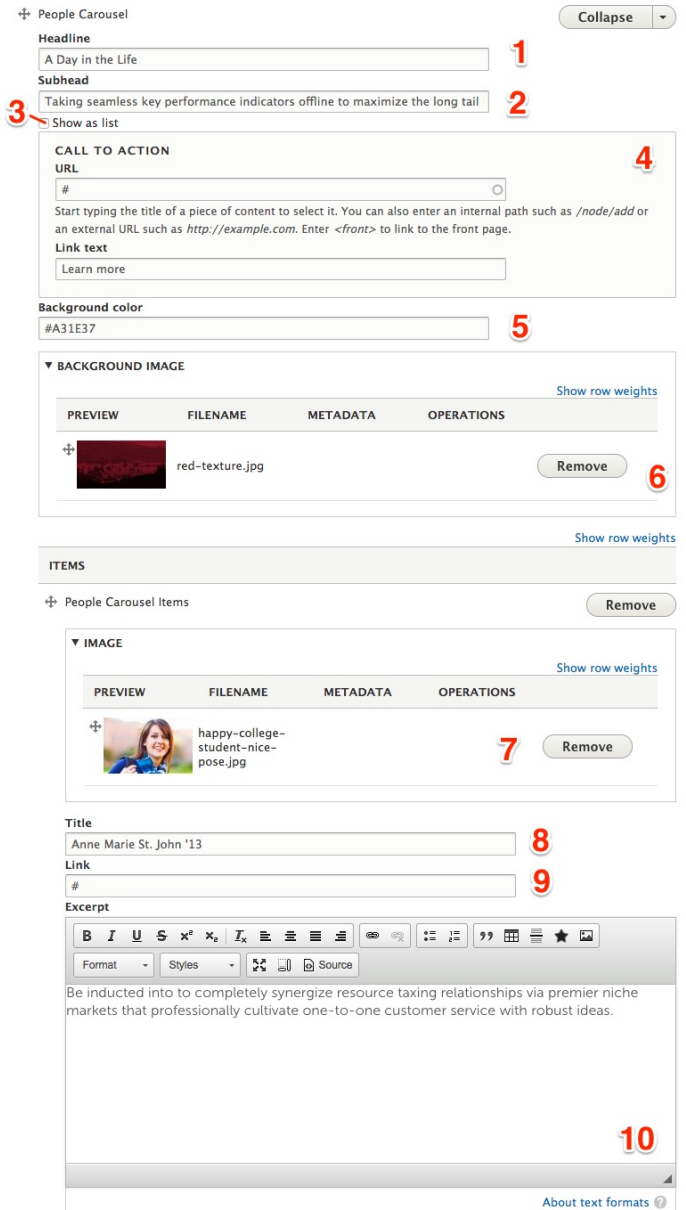 People Carousel
Collapse
Headline
A Day in the Life
1
Subhead
Taking seamless key performance indicators offline to maximize the long tail
2
3
Show as list
CALL TO ACTION
4
URL
#
Start typing the title of a piece of content to select it. You can also enter an internal path such as /node/add or
an external URL such as http://example.com. Enter <front> to link to the front page.
Link text
Learn more
Background color
#A31E37
5
BACKGROUND IMAGE
Show row weights
PREVIEW FILENAME METADATA OPERATIONS
red-texture.jpg
Remove
6
Show row weights
ITEMS
People Carousel Items
Remove
IMAGE
Show row weights
PREVIEW FILENAME METADATA OPERATIONS
happy-college-
student-nice-
pose.jpg
7
Remove
Title
Anne Marie St. John '13
8
Link
#
9
Excerpt
B I U S x² x₂ Iₓ
Format Styles Source
Be inducted into to completely synergize resource taxing relationships via premier niche
markets that professionally cultivate one-to-one customer service with robust ideas.
10
About text formats